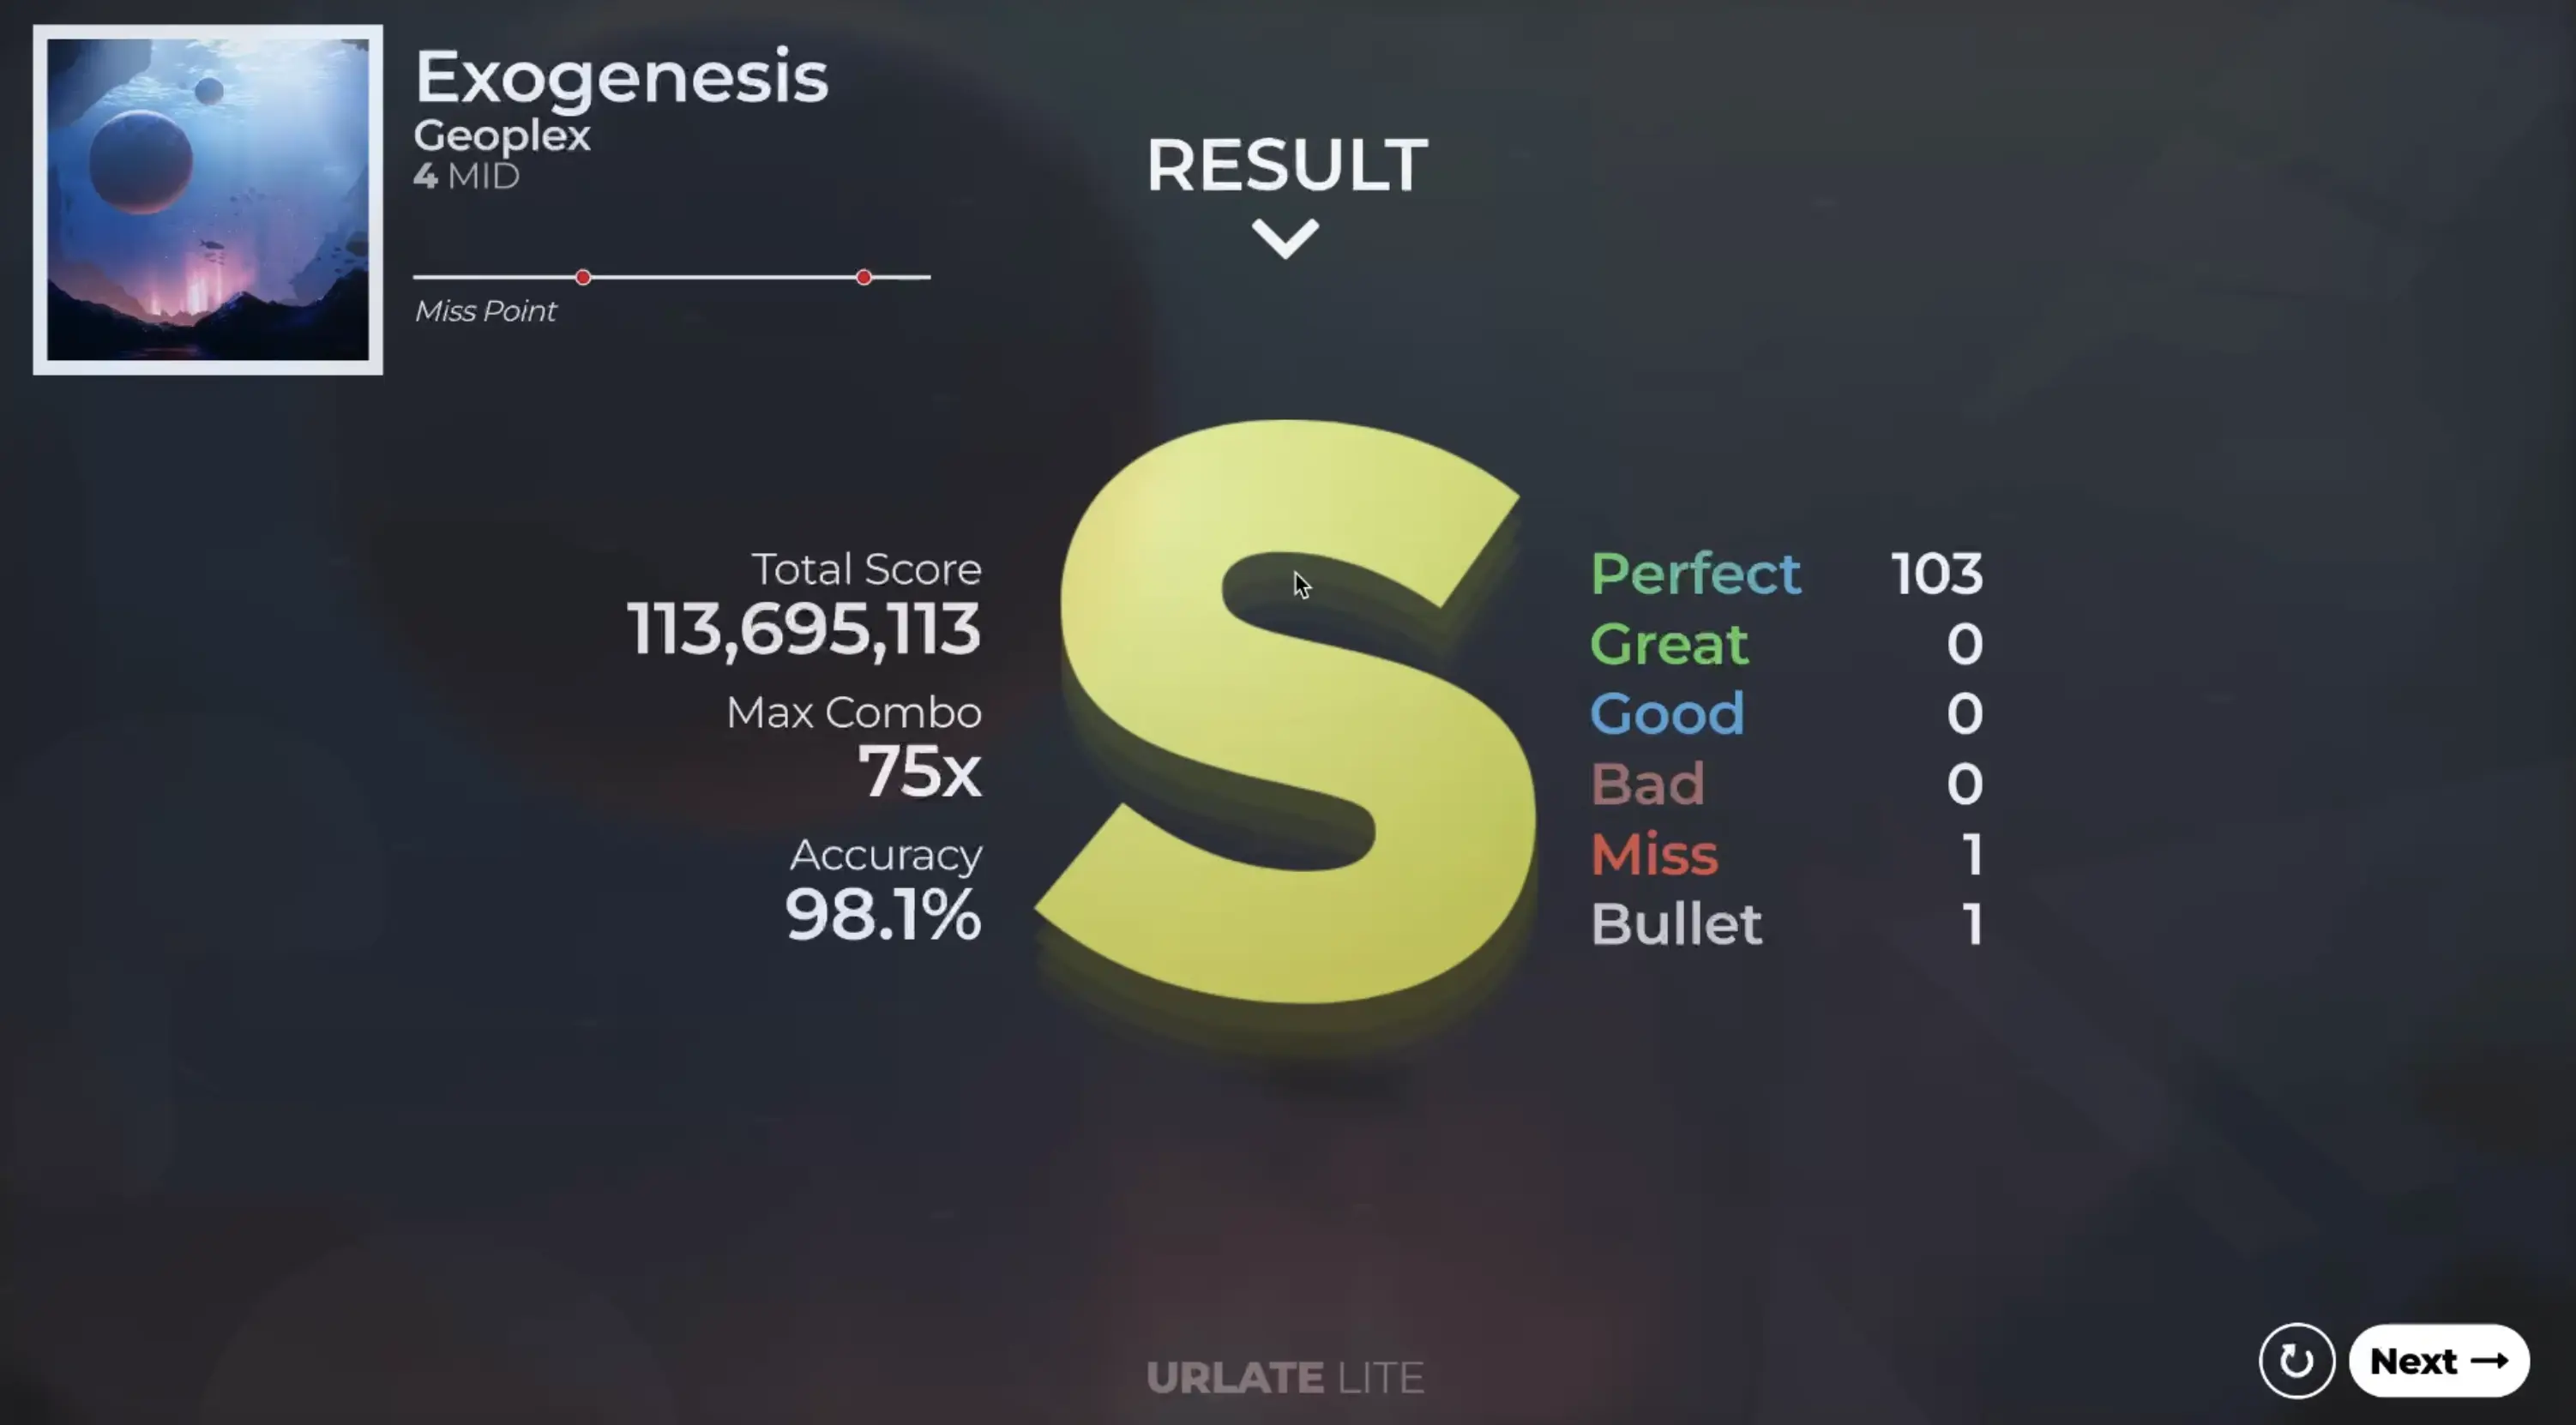 Exogenesis
Geoplex
4 MID
Miss Point
RESULT
Total Score
113,695,113
Max Combo
75x
Accuracy
98.1%
S
Perfect 103
Great 0
Good 0
Bad 0
Miss 1
Bullet 1
URLATE LITE
Next →